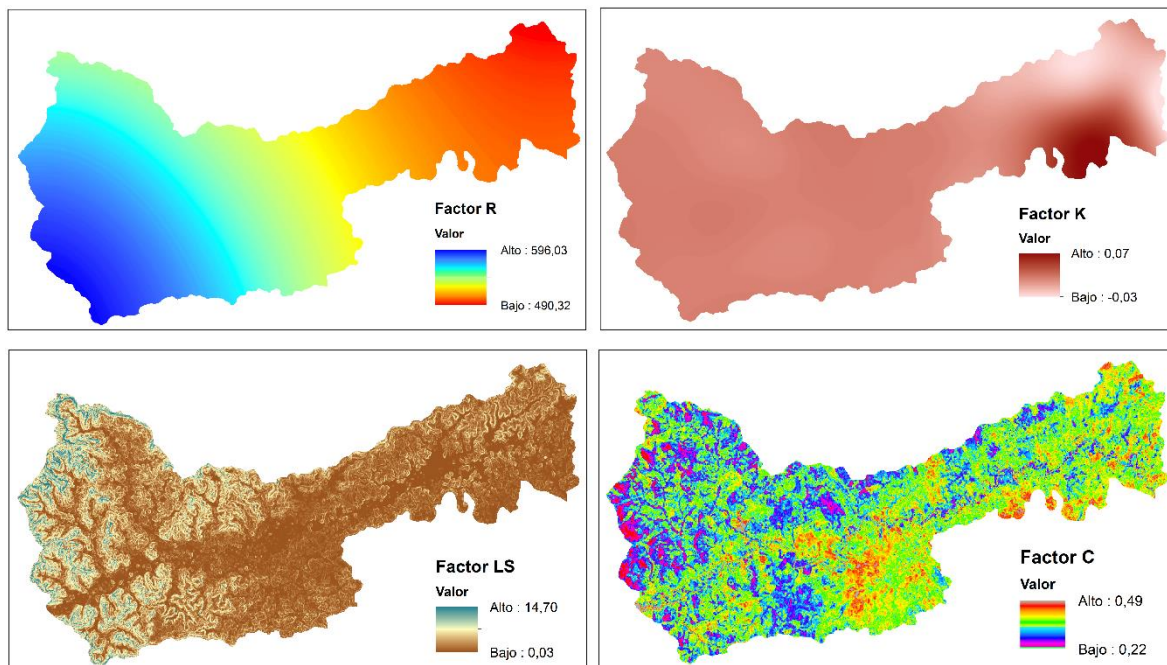 Factor R
Valor
Alto : 596,03
Bajo : 490,32
Factor K
Valor
Alto : 0,07
Bajo : -0,03
Factor LS
Valor
Alto : 14,70
Bajo : 0,03
Factor C
Valor
Alto : 0,49
Bajo : 0,22